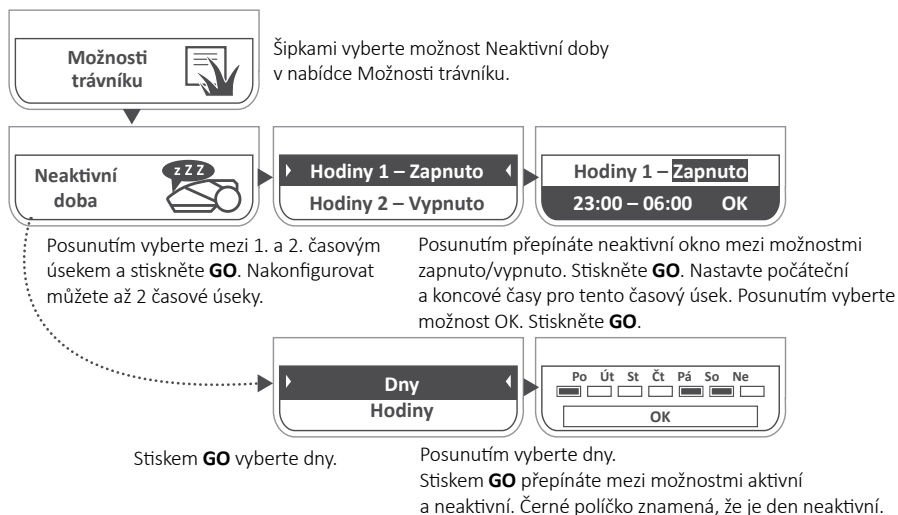 Možnosti
trávníku
Šipkami vyberte možnost Neaktivní doby
v nabídce Možnosti trávníku.
Neaktivní
doba
z Z Z
Hodiny 1 – Zapnuto
Hodiny 2 – Vypnuto
Hodiny 1 – Zapnuto
23:00 – 06:00 OK
Posunutím vyberte mezi 1. a 2. časovým
úsekem a stiskněte GO. Nakonfigurovat
můžete až 2 časové úseky.
Posunutím přepínáte neaktivní okno mezi možnostmi
zapnuto/vypnuto. Stiskněte GO. Nastavte počáteční
a koncové časy pro tento časový úsek. Posunutím vyberte
možnost OK. Stiskněte GO.
Dny
Hodiny
Po Út St Čt Pá So Ne
OK
Stiskem GO vyberte dny.
Posunutím vyberte dny.
Stiskem GO přepínáte mezi možnostmi aktivní
a neaktivní. Černé políčko znamená, že je den neaktivní.